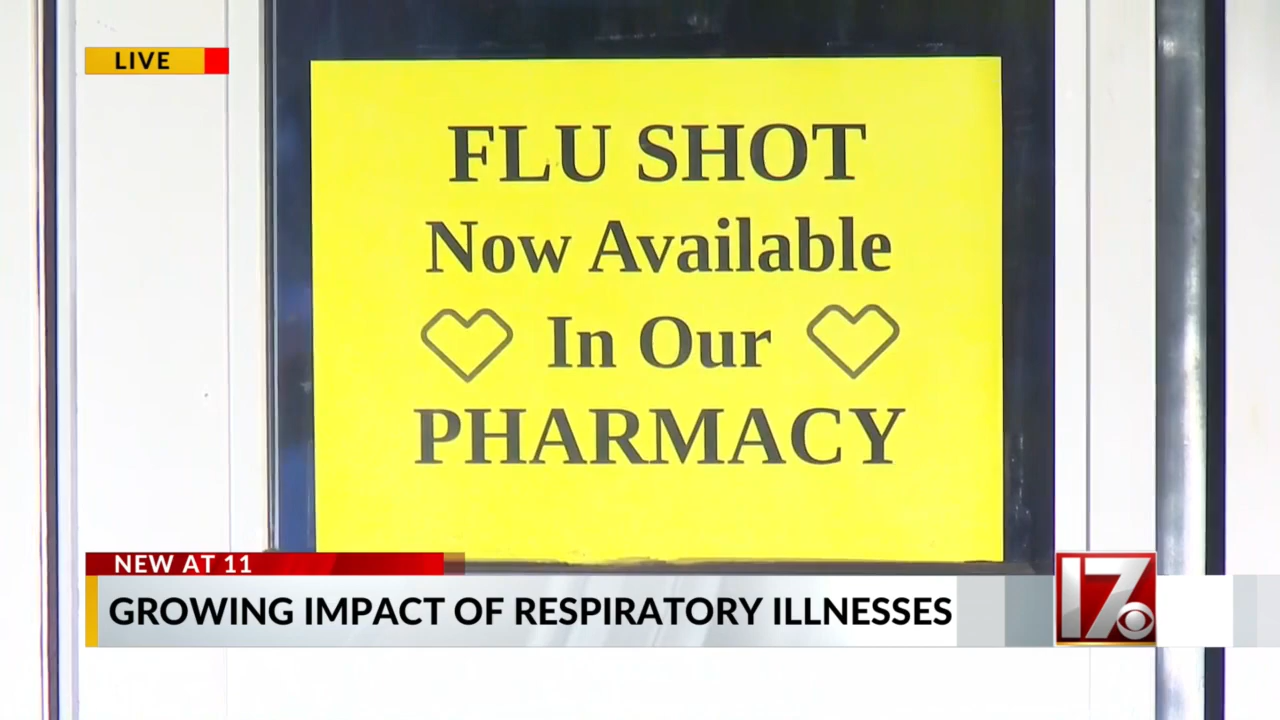 LIVE
FLU SHOT
Now Available
In Our
PHARMACY
NEW AT 11
GROWING IMPACT OF RESPIRATORY ILLNESSES
17